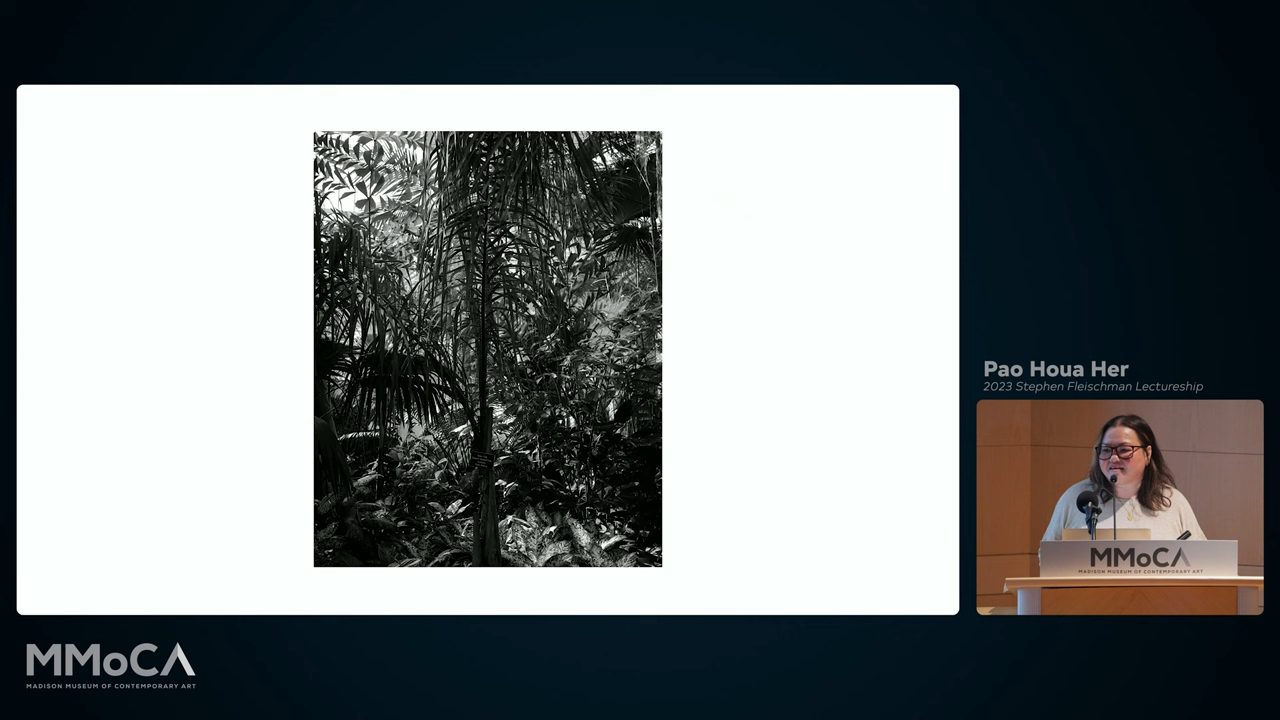 Pao Houa Her
2023 Stephen Fleischman Lectureship
MMoCA
MADISON MUSEUM OF CONTEMPORARY ART
MMoCA
MADISON MUSEUM OF CONTEMPORARY ART